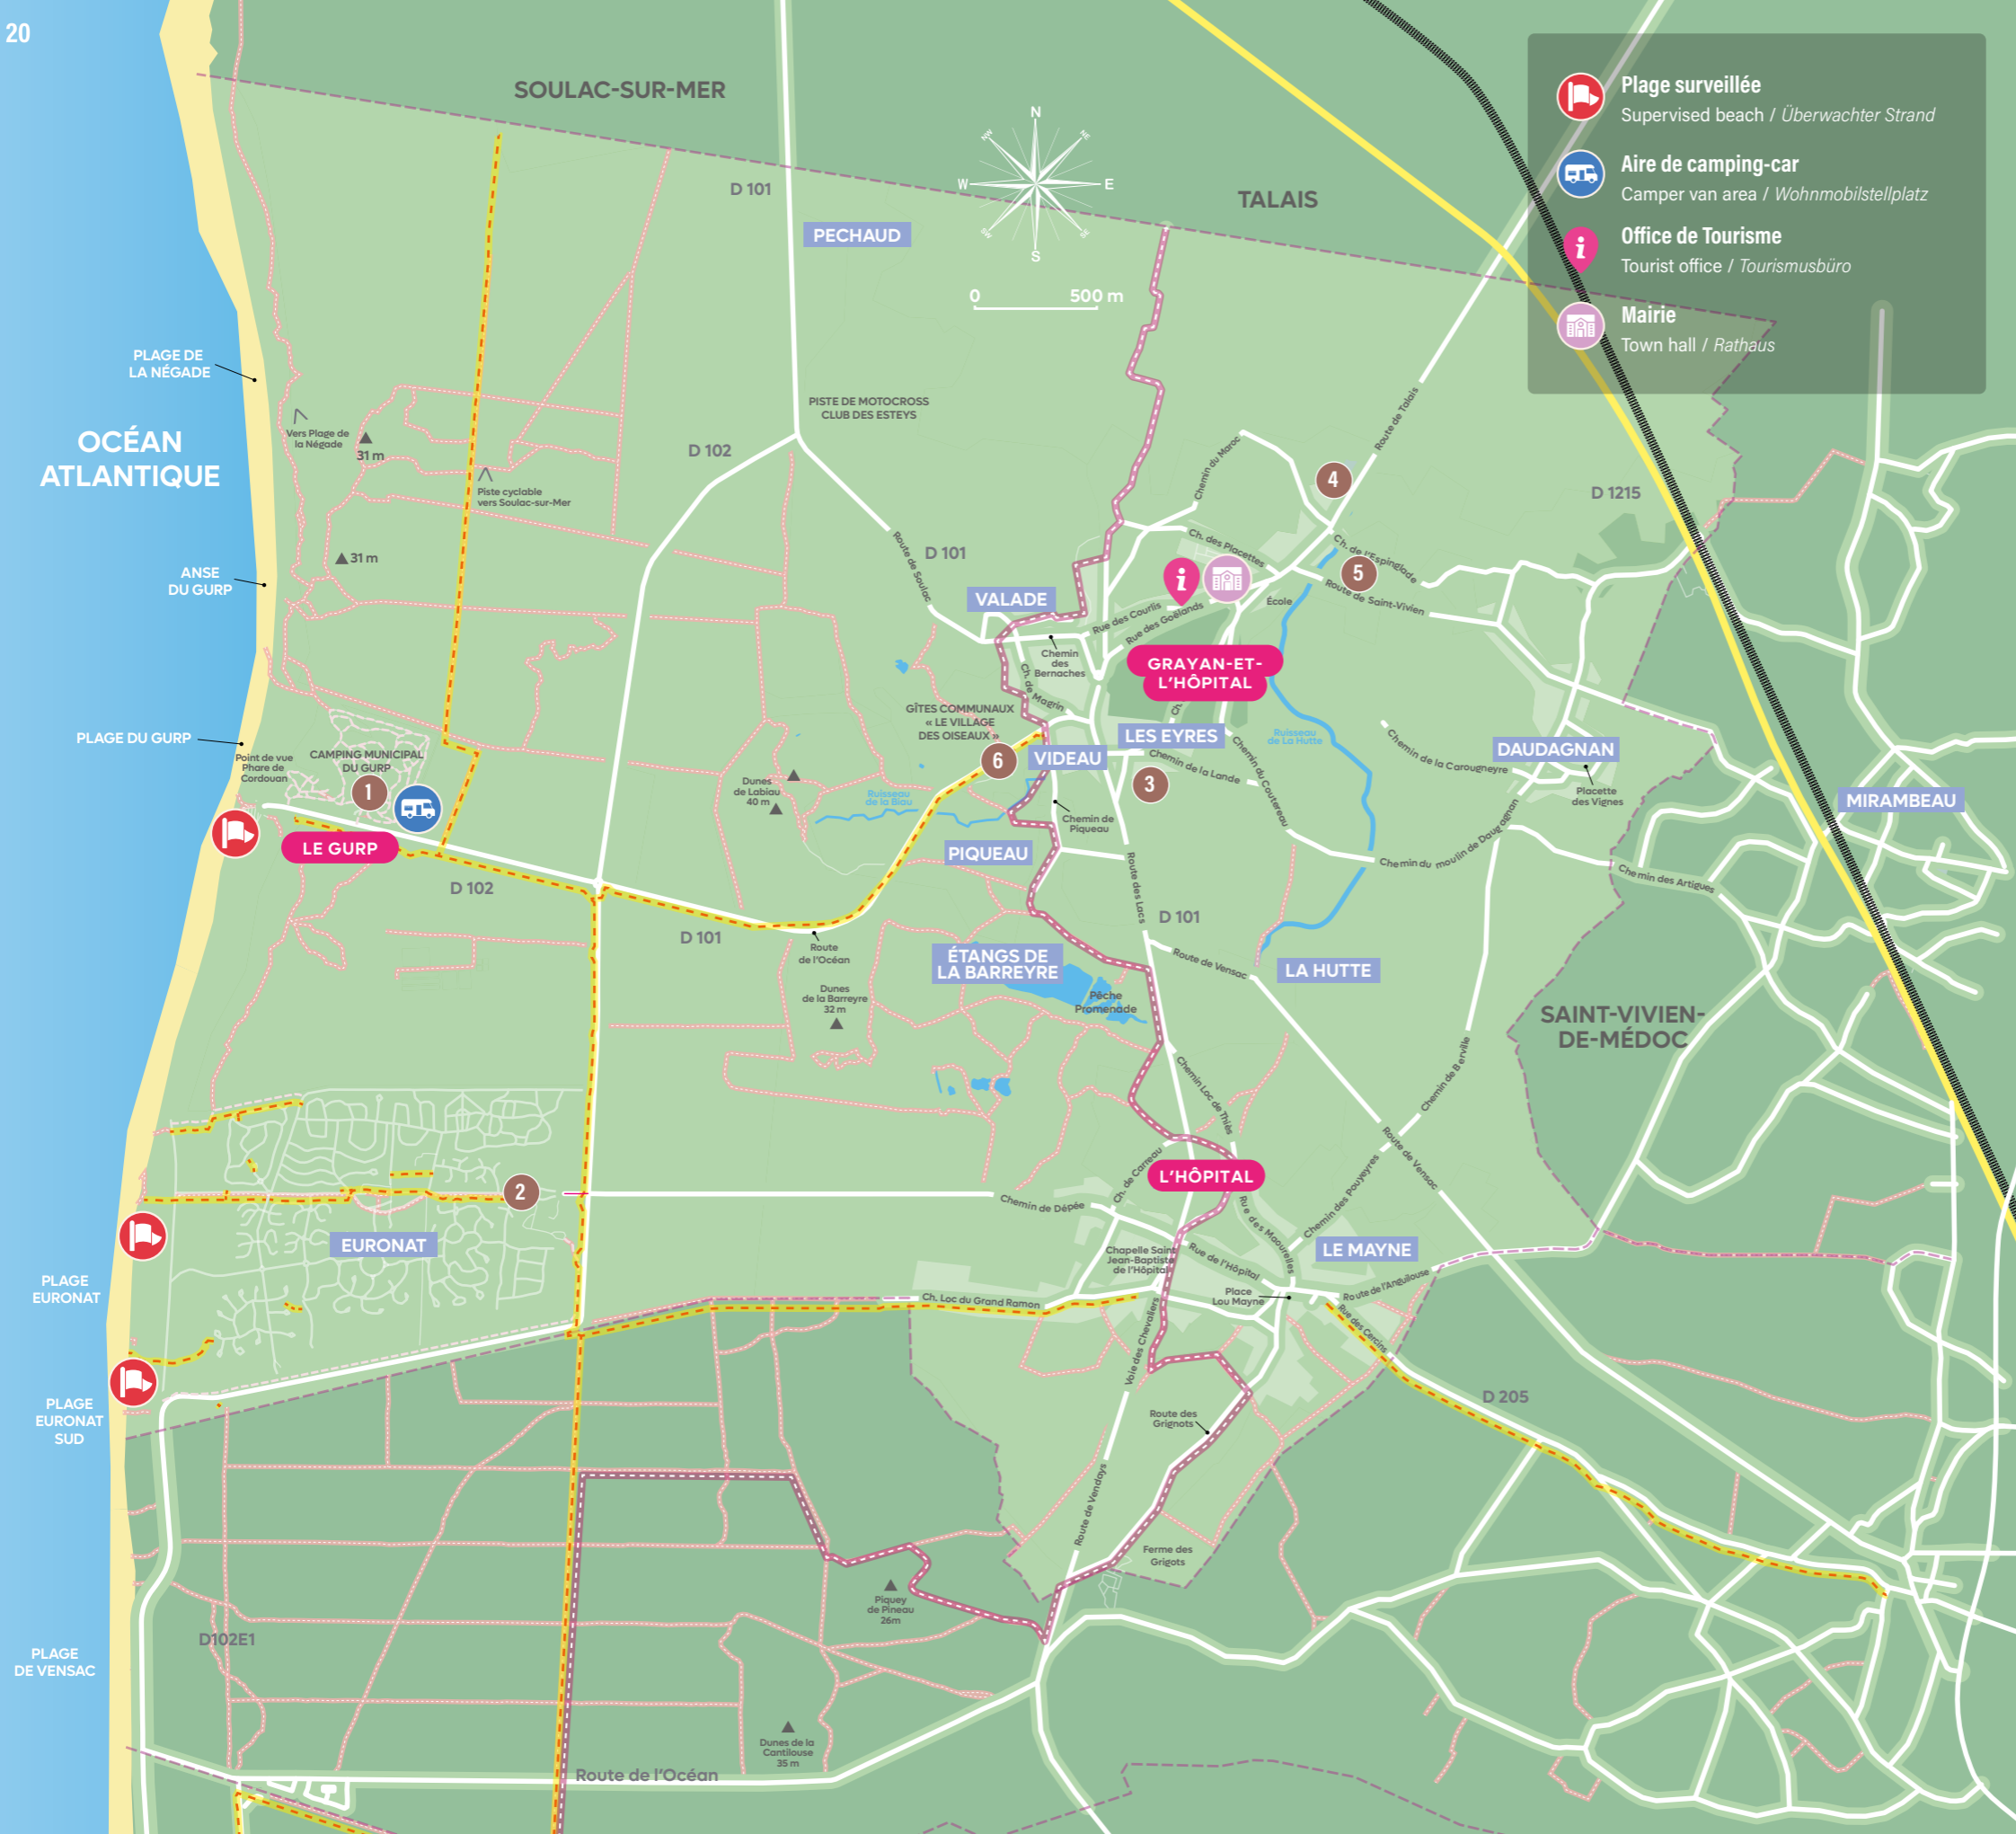 20
SOULAC-SUR-MER
Plage surveillée
Supervised beach / Überwachter Strand
Aire de camping-car
Camper van area / Wohnmobilstellplatz
Office de Tourisme
Tourist office / Tourismusbüro
Mairie
Town hall / Rathaus
N
NW
NE
W
E
SW
SE
S
TALAIS
D 101
PECHAUD
0
500 m
PLAGE DE
LA NÉGADE
OCÉAN
ATLANTIQUE
Vers Plage de
la Négade
31 m
PISTE DE MOTOCROSS
CLUB DES ESTEYS
D 102
Piste cyclable
vers Soulac-sur-Mer
Route de Talais
Chemin du Maroc
4
D 1215
31 m
ANSE
DU GURP
Route de Soulac
D 101
Ch. des Placettes
Ch. de l'Espinglade
5
Route de Saint-Vivien
École
VALADE
Rue des Courlis
Rue des Goélands
Chemin
des
Bernaches
GRAYAN-ET-
L'HÔPITAL
Ch. de Magrin
Ch.
GÎTES COMMUNAUX
« LE VILLAGE
DES OISEAUX »
6
VIDEAU
LES EYRES
Ruisseau
de La Hutte
Chemin de la Lande
3
Chemin du Coutereau
Chemin de la Carougneyre
DAUDAGNAN
Placette
des Vignes
MIRAMBEAU
PLAGE DU GURP
Point de vue
Phare de
Cordouan
CAMPING MUNICIPAL
DU GURP
1
LE GURP
Dunes
de Labiau
40 m
Ruisseau
de la Biau
Chemin de
Piqueau
PIQUEAU
Chemin du moulin de Daugagnan
Chemin des Artigues
D 102
D 101
Route
de l'Océan
Route des Lacs
D 101
Route de Vensac
LA HUTTE
ÉTANGS DE
LA BARREYRE
Pêche
Promenade
Dunes
de la Barreyre
32 m
SAINT-VIVIEN-
DE-MÉDOC
Chemin Loc de Thiès
Chemin de Berville
Route de Vensac
Ch. de Carreau
L'HÔPITAL
Chemin des Pouyeyres
2
Chemin de Dépée
Rue des Maourelles
EURONAT
Chapelle Saint
Jean-Baptiste
de l'Hôpital
Rue de l'Hôpital
LE MAYNE
PLAGE
EURONAT
Ch. Loc du Grand Ramon
Place
Lou Mayne
Route de l'Anguilouse
Rue des Cercins
Voie des Chevaliers
PLAGE
EURONAT
SUD
Route des
Grignots
D 205
Route de Vendays
Ferme des
Grigots
Piquey
de Pineau
26m
D102E1
PLAGE
DE VENSAC
Dunes de la
Cantilouse
35 m
Route de l'Océan